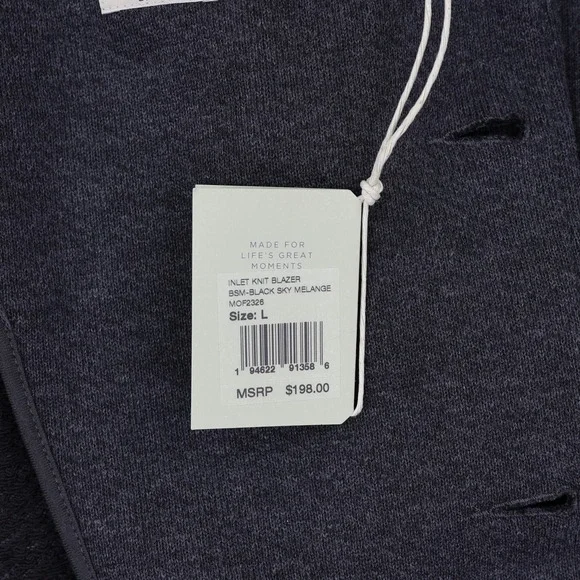 MADE FOR
LIFE'S GREAT
MOMENTS
INLET KNIT BLAZER
BSM-BLACK SKY MELANGE
MOF2326
Size: L
1 94622 91358 6
MSRP $198.00